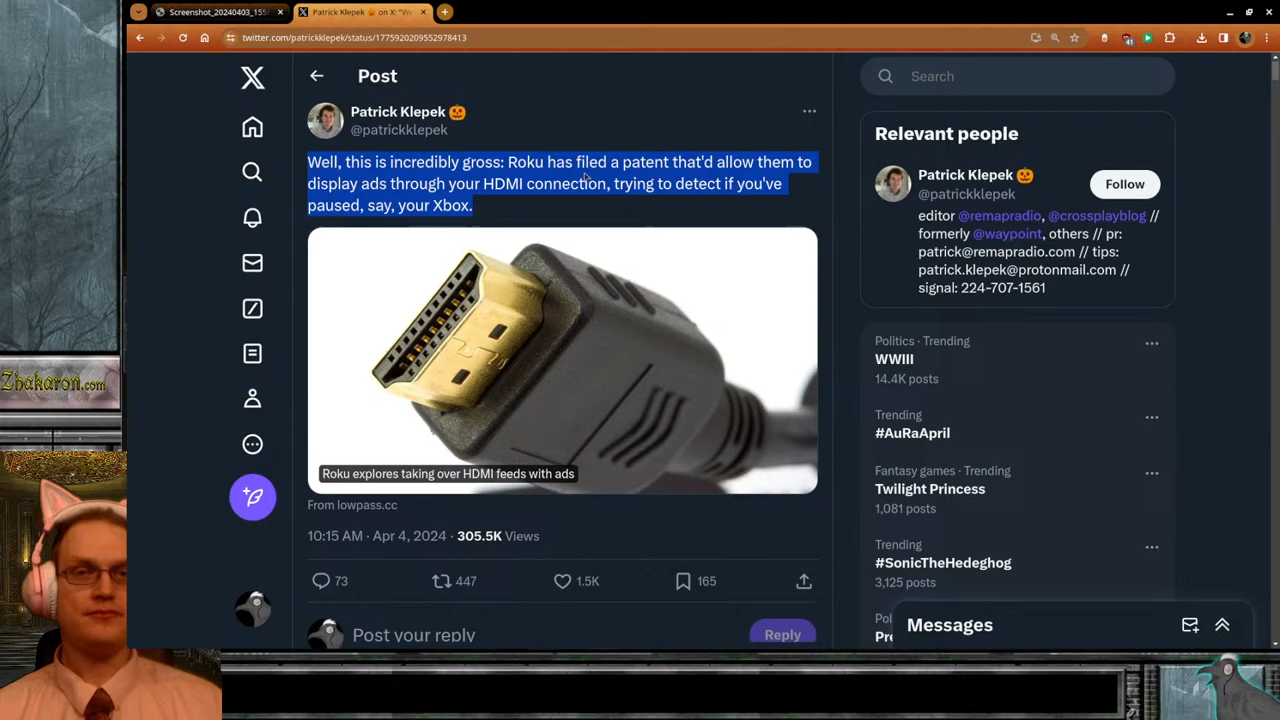 Screenshot_20240403_155
Patrick Klepek 🎃 on X: "We
twitter.com/patrickklepek/status/1775920209552978413
41
Post
Patrick Klepek 🎃
@patrickklepek
Well, this is incredibly gross: Roku has filed a patent that'd allow them to
display ads through your HDMI connection, trying to detect if you've
paused, say, your Xbox.
Roku explores taking over HDMI feeds with ads
From lowpass.cc
10:15 AM · Apr 4, 2024 · 305.5K Views
73
447
1.5K
165
Post your reply
Reply
Search
Relevant people
Patrick Klepek 🎃
@patrickklepek
Follow
editor @remapradio, @crossplayblog //
formerly @waypoint, others // pr:
patrick@remapradio.com // tips:
patrick.klepek@protonmail.com //
signal: 224-707-1561
Politics · Trending
WWIII
14.4K posts
Trending
#AuRaApril
Fantasy games · Trending
Twilight Princess
1,081 posts
Trending
#SonicTheHedeghog
3,125 posts
Pol
Pre
Messages
Zhakaron.com